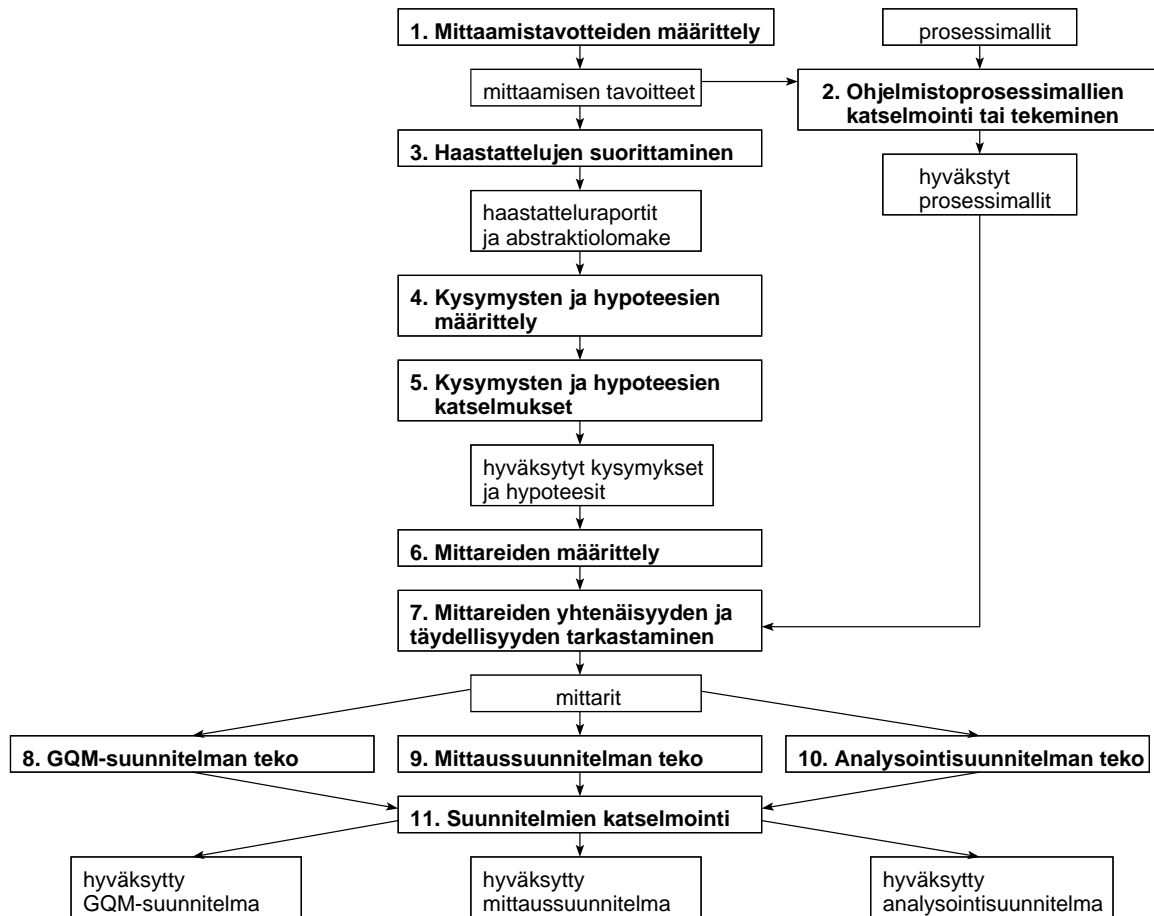 1. Mittaamistavotteiden määrittely
prosessimallit
mittaamisen tavoitteet
2. Ohjelmistoprosessimallien
katselmointi tai tekeminen
3. Haastattelujen suorittaminen
hyväkstyt
prosessimallit
haastatteluraportit
ja abstraktiolomake
4. Kysymysten ja hypoteesien
määrittely
5. Kysymysten ja hypoteesien
katselmukset
hyväksytyt kysymykset
ja hypoteesit
6. Mittareiden määrittely
7. Mittareiden yhtenäisyyden ja
täydellisyyden tarkastaminen
mittarit
8. GQM-suunnitelman teko
9. Mittaussuunnitelman teko
10. Analysointisuunnitelman teko
11. Suunnitelmien katselmointi
hyväksytty
GQM-suunnitelma
hyväksytty
mittaussuunnitelma
hyväksytty
analysointisuunnitelma